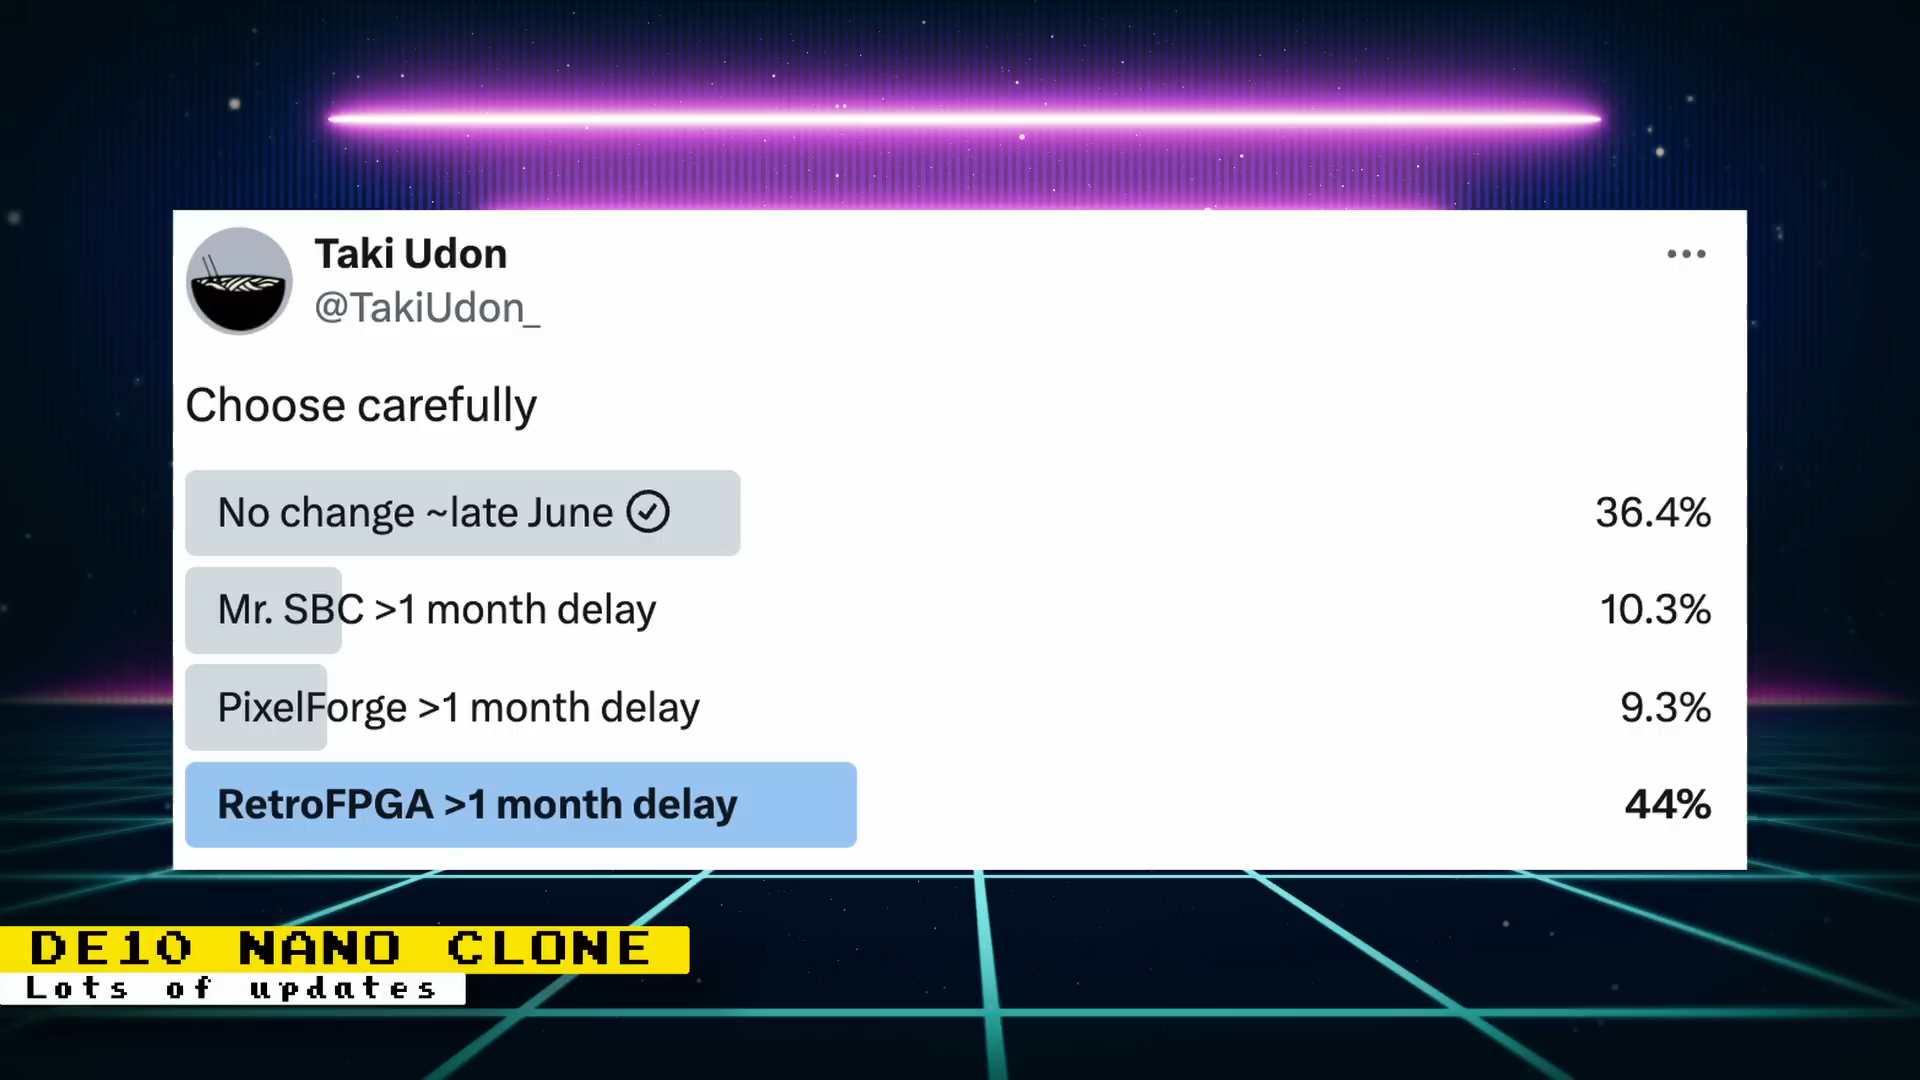 Taki Udon
@TakiUdon_
Choose carefully
No change ~late June 36.4%
Mr. SBC >1 month delay 10.3%
PixelForge >1 month delay 9.3%
RetroFPGA >1 month delay 44%
DE10 NANO CLONE
Lots of updates